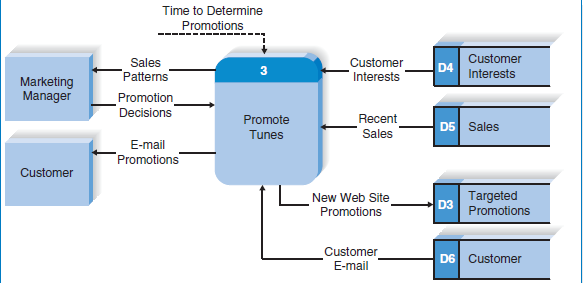 Time to Determine
Promotions
Marketing
Manager
Sales
Patterns
Promotion
Decisions
Customer
E-mail
Promotions
3
Promote
Tunes
Customer
Interests
D4
Customer
Interests
Recent
Sales
D5
Sales
New Web Site
Promotions
D3
Targeted
Promotions
Customer
E-mail
D6
Customer